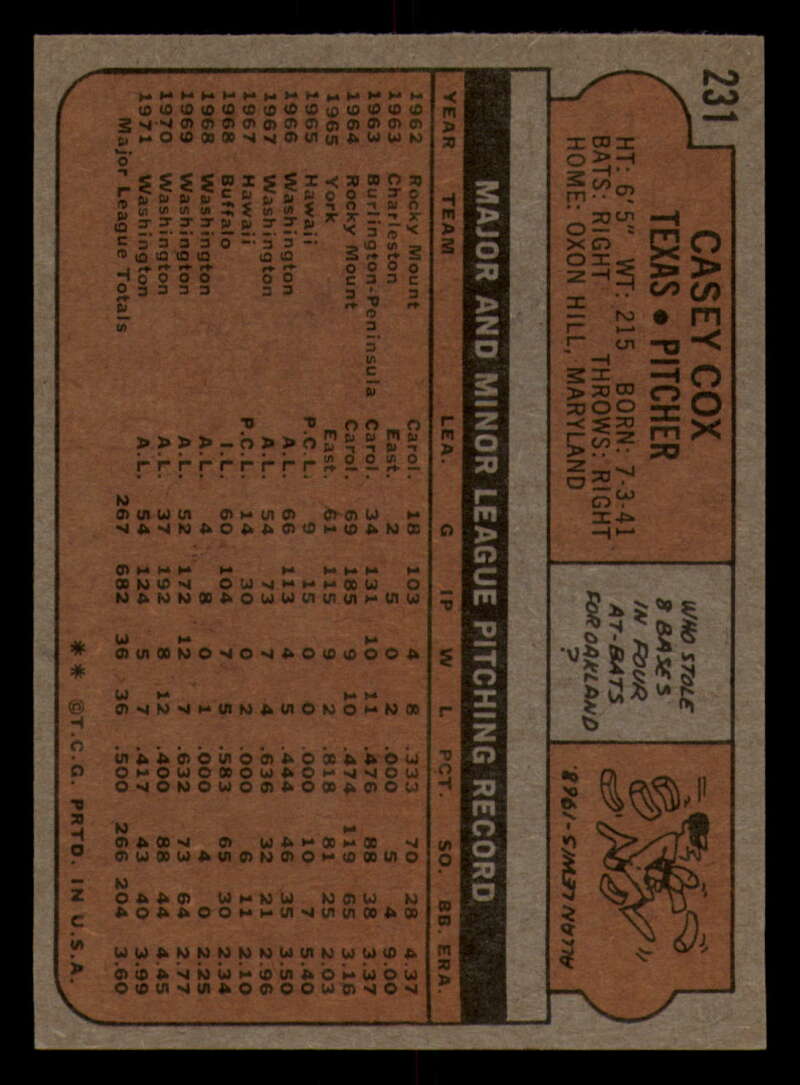 231
CASEY COX
TEXAS • PITCHER
HT: 6'5" WT: 215 BORN: 7-3-41
BATS: RIGHT THROWS: RIGHT
HOME: OXON HILL, MARYLAND
WHO STOLE
8 BASES
IN FOUR
AT-BATS
FOR OAKLAND
?
ALLAN LEWIS-1968.
MAJOR AND MINOR LEAGUE PITCHING RECORD
YEAR TEAM LEA. G IP W L PCT. SO. BB. ERA.
1962 Rocky Mount Carol. 18 103 4 8 .333 70 28 4.37
1963 Charleston East. 2 5 0 2 .000 5 4 9.00
1963 Burlington-Peninsula Carol. 34 131 10 11 .476 88 38 3.37
1964 Rocky Mount Carol. 69 185 9 10 .474 119 65 3.16
1965 York East. 61 115 9 2 .818 81 25 2.03
1965 Hawaii P.C.L. 9 15 0 0 .000 10 7 5.40
1966 Washington A.L. 66 113 4 5 .444 46 35 3.50
1967 Washington A.L. 54 73 7 4 .636 32 21 2.96
1967 Hawaii P.C.L. 14 30 0 2 .000 6 11 2.10
1968 Buffalo I.L. 60 104 7 5 .583 65 30 2.34
1968 Washington A.L. 4 8 0 1 .000 4 0 2.25
1969 Washington A.L. 52 172 12 7 .632 73 64 2.77
1970 Washington A.L. 37 192 8 12 .400 88 44 4.45
1971 Washington A.L. 54 124 5 7 .417 43 40 3.99
Major League Totals 267 682 36 36 .500 266 204 3.60
** ©T.C.G. PRTD. IN U.S.A.